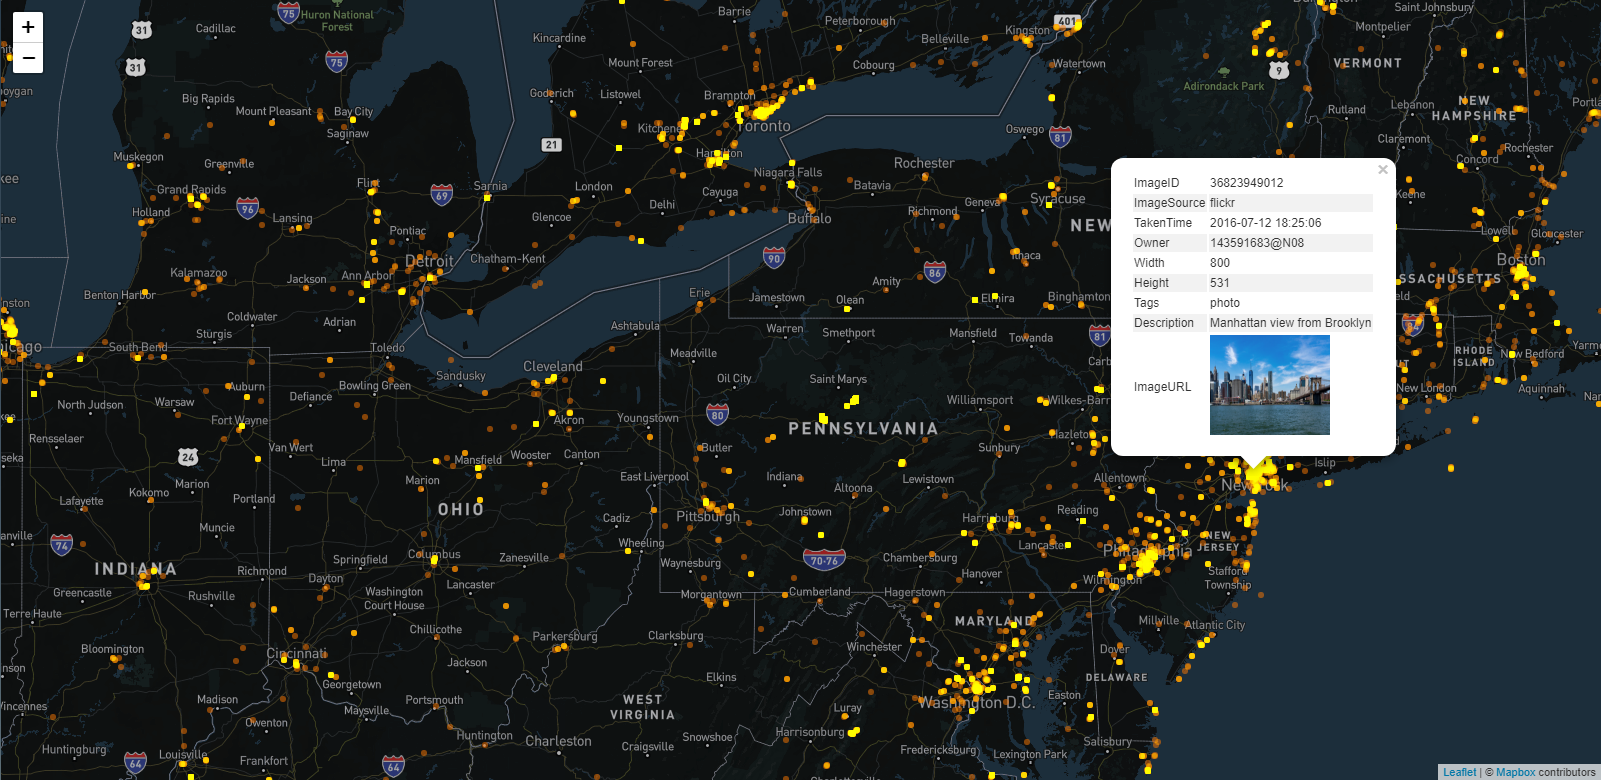 +
−
31
31
75
Huron National
Forest
75
Cadillac
Big Rapids
Mount Pleasant
Bay City
Saginaw
Muskegon
Greenville
Grand Rapids
Holland
96
Lansing
Flint
69
Sarnia
Pontiac
Detroit
Ann Arbor
Jackson
Kalamazoo
Benton Harbor
Coldwater
Sturgis
Adrian
South Bend
Toledo
Kincardine
Goderich
Mount Forest
Listowel
21
Barrie
Brampton
Toronto
Kitchener
Hamilton
London
Delhi
Cayuga
Glencoe
Chatham-Kent
Peterborough
Belleville
Cobourg
Kingston
401
Watertown
Oswego
81
Niagara Falls
Buffalo
Batavia
Rochester
Richmond
Geneva
Syracuse
NEW
Ithaca
90
86
Amity
Jamestown
Olean
Elmira
Binghamton
Erie
Ashtabula
Warren
Smethport
Mansfield
Towanda
81
Meadville
Oil City
Saint Marys
Williamsport
Wilkes-Barr
Hazleton
80
PENNSYLVANIA
Youngstown
Butler
Indiana
Altoona
Lewistown
Sunbury
Allentown
Reading
Harrisburg
Lancaster
Pittsburgh
Johnstown
East Liverpool
70-76
Chambersburg
Hanover
Hagerstown
Cumberland
Waynesburg
Morgantown
Wheeling
Cadiz
Cleveland
Sandusky
Akron
Canton
Wooster
Mansfield
Marion
OHIO
Columbus
Zanesville
Lancaster
Springfield
Dayton
Washington
Court House
Chillicothe
Jackson
Portsmouth
Parkersburg
Clarksburg
Elkins
WEST
VIRGINIA
Huntington
Charleston
Craigsville
Snowshoe
64
Bowling Green
Defiance
Lima
Van Wert
Auburn
Fort Wayne
Warsaw
North Judson
Rensselaer
24
Marion
Kokomo
Lafayette
Portland
Muncie
74
INDIANA
Richmond
Greencastle
Rushville
Terre Haute
Bloomington
Cincinnati
Georgetown
Maysville
Madison
Owenton
Huntingburg
64
Louisville
Frankfort
Winchester
Luray
Harrisonburg
Fredericksburg
Lexington Park
Washington D.C.
MARYLAND
Easton
Salisbury
Dover
DELAWARE
Wilmington
Philadelphia
NEW
JERSEY
Stafford
Township
Millville
Atlantic City
New York
Islip
9
Adirondack Park
VERMONT
Montpelier
Saint Johnsbury
Rutland
Lebanon
Claremont
NEW
HAMPSHIRE
Concord
Rochester
Keene
Lowell
Gloucester
Boston
SSACHUSETTS
84
RHODE
ISLAND
New Bedford
New London
Aquinnah
×
ImageID 36823949012
ImageSource flickr
TakenTime 2016-07-12 18:25:06
Owner 143591683@N08
Width 800
Height 531
Tags photo
Description Manhattan view from Brooklyn
ImageURL
Leaflet | © Mapbox contributors